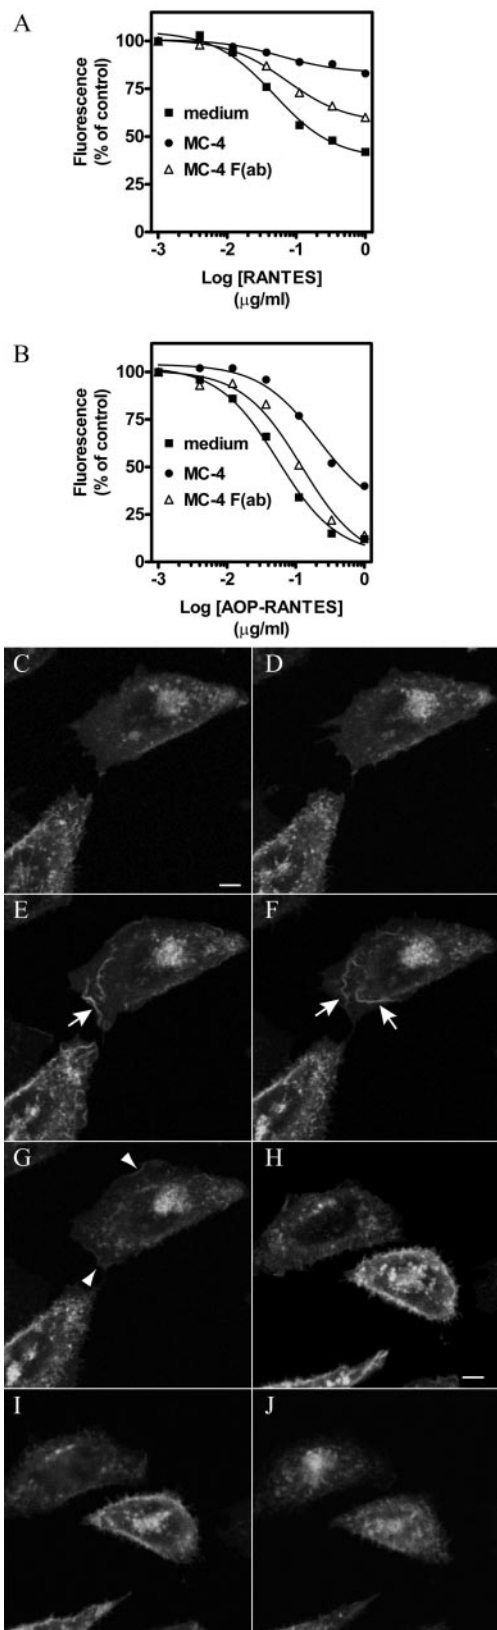 A
Fluorescence
(% of control)
100
75
50
25
0
medium
MC-4
MC-4 F(ab)
-3
-2
-1
0
Log [RANTES]
(µg/ml)
B
Fluorescence
(% of control)
100
75
50
25
0
medium
MC-4
MC-4 F(ab)
-3
-2
-1
0
Log [AOP-RANTES]
(µg/ml)
C
D
E
F
G
H
I
J